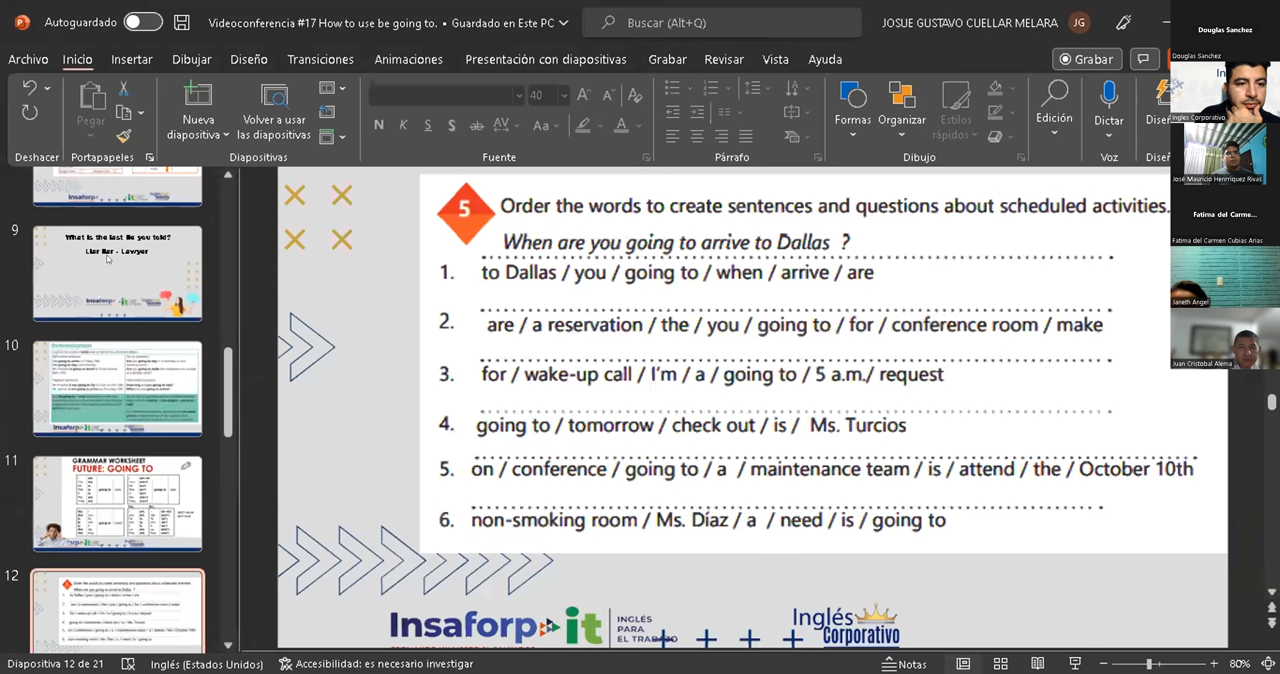 Autoguardado
Videoconferencia #17 How to use be going to. • Guardado en Este PC
Buscar (Alt+Q)
JOSUE GUSTAVO CUELLAR MELARA
JG
Archivo Inicio Insertar Dibujar Diseño Transiciones Animaciones Presentación con diapositivas Grabar Revisar Vista Ayuda
Grabar
Pegar
Nueva diapositiva
Volver a usar las diapositivas
40
Formas
Organizar
Estilos rápidos
Edición
Dictar
Deshacer
Portapapeles
Diapositivas
Fuente
Párrafo
Dibujo
Voz
Douglas Sanchez
Douglas Sanchez
Ingles Corporativo
José Mauricio Henrriquez Rivas
Fatima del Carme...
Fatima del Carmen Cubias Arias
Janeth Angel
Juan Cristobal Alema
9
What is the last lie you told?
Liar Bar - Lawyer
10
11
GRAMMAR WORKSHEET
FUTURE: GOING TO
12
5
Order the words to create sentences and questions about scheduled activities.
When are you going to arrive to Dallas ?
1. to Dallas / you / going to / when / arrive / are
2. are / a reservation / the / you / going to / for / conference room / make
3. for / wake-up call / I'm / a / going to / 5 a.m./ request
4. going to / tomorrow / check out / is / Ms. Turcios
5. on / conference / going to / a / maintenance team / is / attend / the / October 10th
6. non-smoking room / Ms. Díaz / a / need / is / going to
Insaforp
it
INGLÉS
PARA
EL TRABAJO
Inglés
Corporativo
Diapositiva 12 de 21
Inglés (Estados Unidos)
Accesibilidad: es necesario investigar
Notas
80%